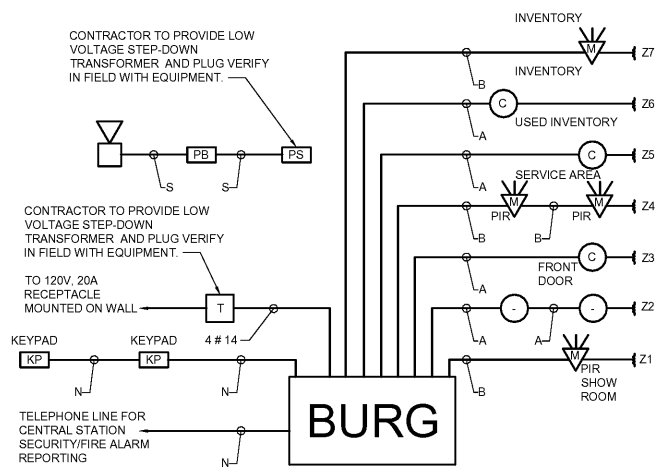 CONTRACTOR TO PROVIDE LOW
VOLTAGE STEP-DOWN
TRANSFORMER AND PLUG VERIFY
IN FIELD WITH EQUIPMENT.
PB
PS
S
S
CONTRACTOR TO PROVIDE LOW
VOLTAGE STEP-DOWN
TRANSFORMER AND PLUG VERIFY
IN FIELD WITH EQUIPMENT.
TO 120V, 20A
RECEPTACLE
MOUNTED ON WALL
T
4 # 14
KEYPAD
KEYPAD
KP
KP
N
N
TELEPHONE LINE FOR
CENTRAL STATION
SECURITY/FIRE ALARM
REPORTING
N
BURG
INVENTORY
M
Z7
B
INVENTORY
C
Z6
A
USED INVENTORY
C
Z5
A
SERVICE AREA
M
M
Z4
PIR
PIR
B
B
C
Z3
FRONT
DOOR
A
-
-
Z2
A
A
M
Z1
B
PIR
SHOW
ROOM